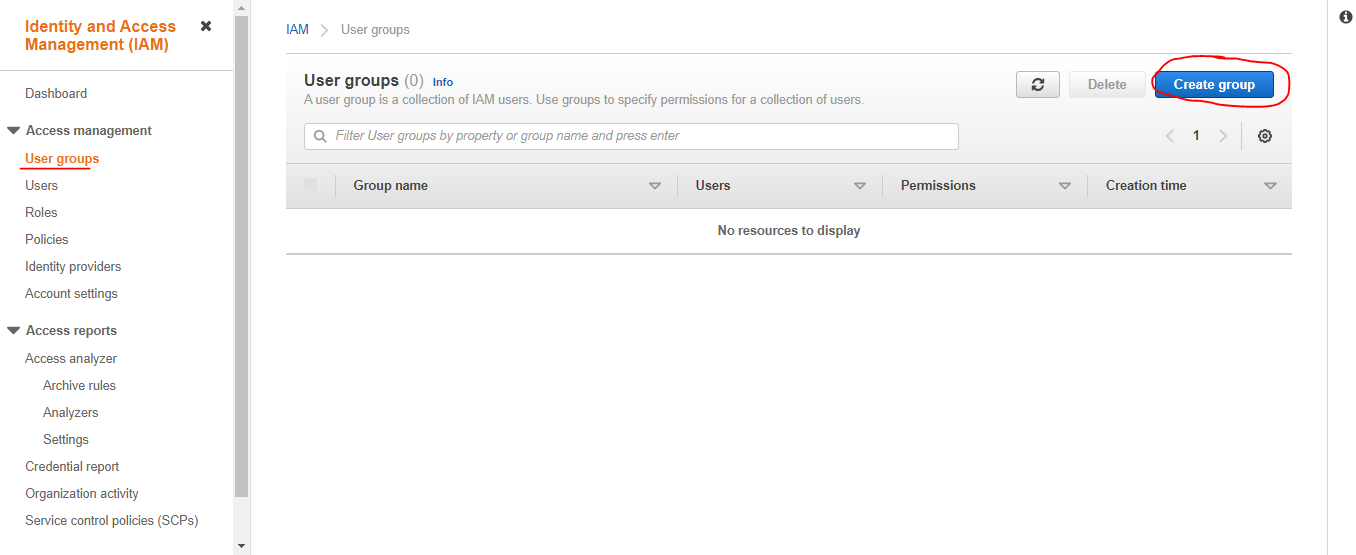 Identity and Access
Management (IAM)
Dashboard
Access management
User groups
Users
Roles
Policies
Identity providers
Account settings
Access reports
Access analyzer
Archive rules
Analyzers
Settings
Credential report
Organization activity
Service control policies (SCPs)
IAM > User groups
User groups (0) Info
A user group is a collection of IAM users. Use groups to specify permissions for a collection of users.
Delete
Create group
Filter User groups by property or group name and press enter
1
Group name Users Permissions Creation time
No resources to display